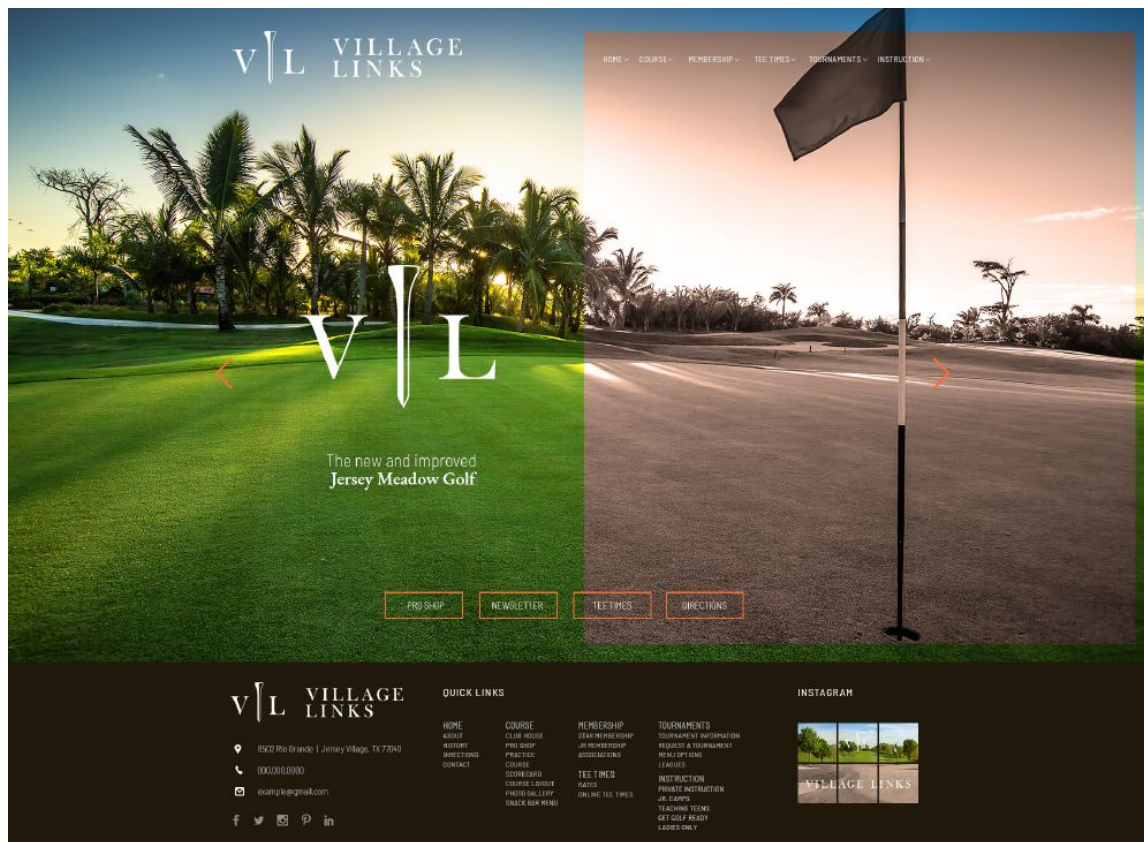 V L VILLAGE
LINKS
HOME COURSE MEMBERSHIP TEE TIMES TOURNAMENTS INSTRUCTION
V L
The new and improved
Jersey Meadow Golf
PRO SHOP NEWSLETTER TEE TIMES DIRECTIONS
V L VILLAGE
LINKS
8502 Rio Grande | Jersey Village, TX 77040
000.000.0000
example@gmail.com
QUICK LINKS
HOME
ABOUT
HISTORY
DIRECTIONS
CONTACT
COURSE
CLUB HOUSE
PRO SHOP
PRACTICE
COURSE
SCORECARD
COURSE LAYOUT
PHOTO GALLERY
SNACK BAR MENU
MEMBERSHIP
STAR MEMBERSHIP
JR MEMBERSHIP
ASSOCIATIONS
TEE TIMES
RATES
ONLINE TEE TIMES
TOURNAMENTS
TOURNAMENT INFORMATION
REQUEST A TOURNAMENT
MENU OPTIONS
LEAGUES
INSTRUCTION
PRIVATE INSTRUCTION
JR. CAMPS
TEACHING TEENS
GET GOLF READY
LADIES ONLY
INSTAGRAM
V L
VILLAGE LINKS